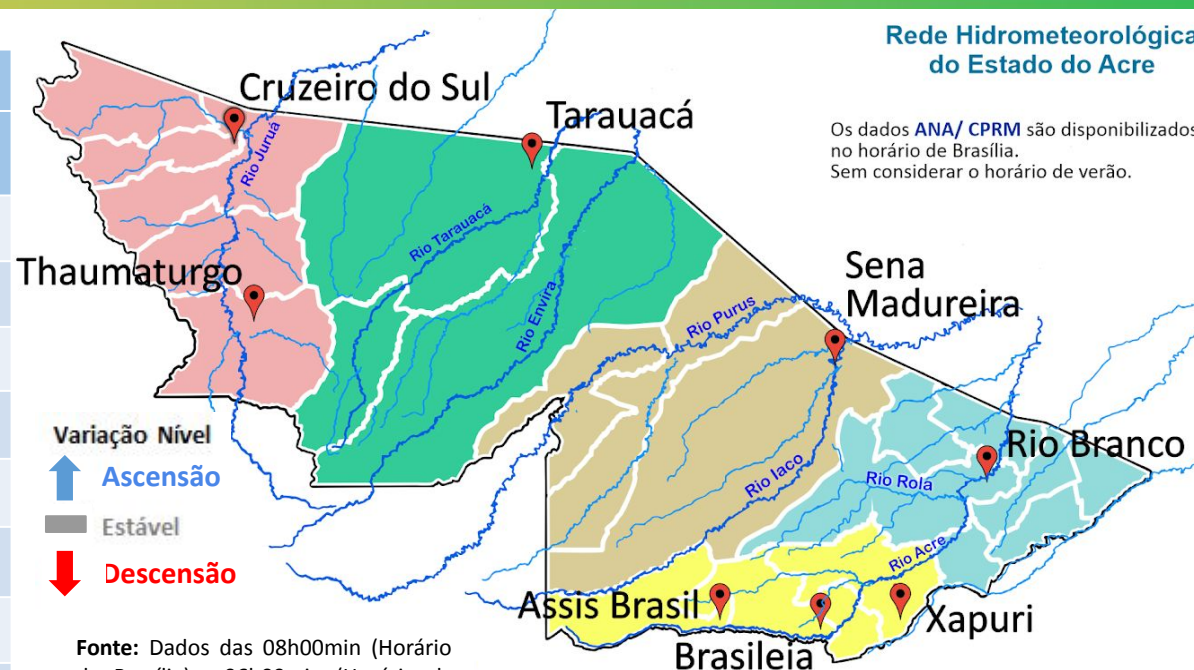 Rede Hidrometeorológica
do Estado do Acre
Os dados ANA/ CPRM são disponibilizados
no horário de Brasília.
Sem considerar o horário de verão.
Cruzeiro do Sul
Tarauacá
Rio Juruá
Rio Tarauacá
Thaumaturgo
Rio Envira
Sena
Madureira
Rio Purus
Variação Nível
Ascensão
Estável
Descensão
Rio Iaco
Rio Branco
Rio Rola
Rio Acre
Assis Brasil
Xapuri
Brasileia
Fonte: Dados das 08h00min (Horário